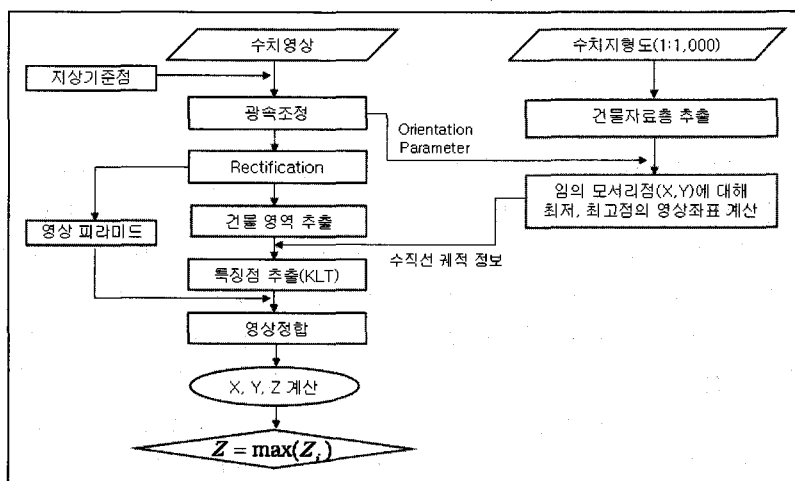 수치영상
수치지형도(1:1,000)
지상기준점
광속조정
건물자료층 추출
Orientation
Parameter
Rectification
임의 모서리점(X,Y)에 대해
최저, 최고점의 영상좌표 계산
영상 피라미드
건물 영역 추출
수직선 궤적 정보
특징점 추출(KLT)
영상정합
X, Y, Z 계산
Z = max(Z_i)